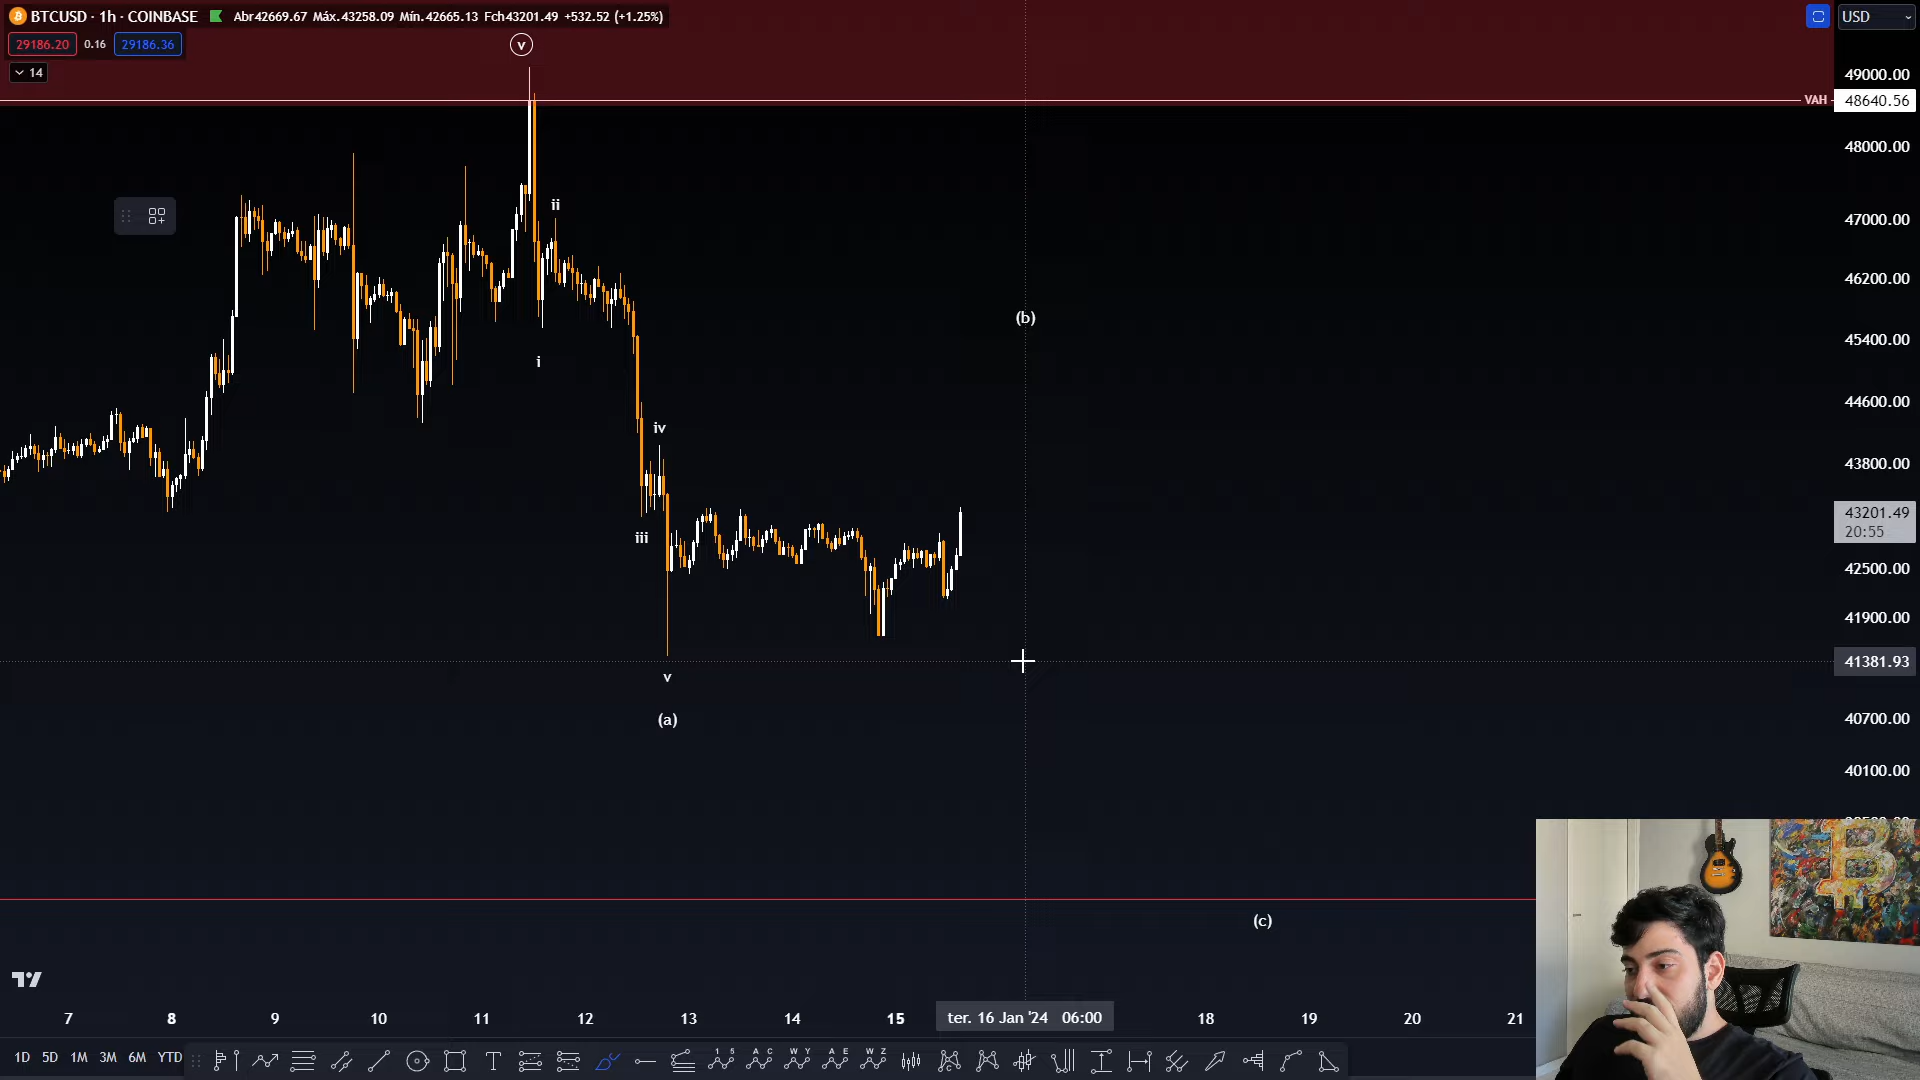 BTCUSD · 1h · COINBASE Abr42669.67 Máx.43258.09 Mín.42665.13 Fch43201.49 +532.52 (+1.25%)
USD
29186.20 0.16 29186.36
14
49000.00
VAH 48640.56
48000.00
47000.00
46200.00
45400.00
44600.00
43800.00
43201.49
20:55
42500.00
41900.00
41381.93
40700.00
40100.00
v
ii
(b)
i
iv
iii
v
(a)
(c)
7 8 9 10 11 12 13 14 15 ter. 16 Jan '24 06:00 18 19 20 21
1D 5D 1M 3M 6M YTD
1 5 A C W Y A E W Z